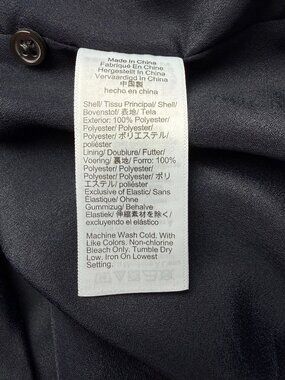 Made In China
Fabriqué En Chine
Hergestellt In China
Vervaardigd In China
中国製
hecho en china
Shell/ Tissu Principal/ Shell/
Bovenstof/ 表地/ Tela
Exterior: 100% Polyester/
Polyester/ Polyester/
Polyester/ ポリエステル/
poliéster
Lining/ Doublure/ Futter/
Voering/ 裏地/ Forro: 100%
Polyester/ Polyester/
Polyester/ Polyester/ ポリ
エステル/ poliéster
Exclusive of Elastic/ Sans
Elastique/ Ohne
Gummizug/ Behalve
Elastiek/ 伸縮素材を除く/
excluyendo el elástico
Machine Wash Cold. With
Like Colors. Non-chlorine
Bleach Only. Tumble Dry
Low. Iron On Lowest
Setting.